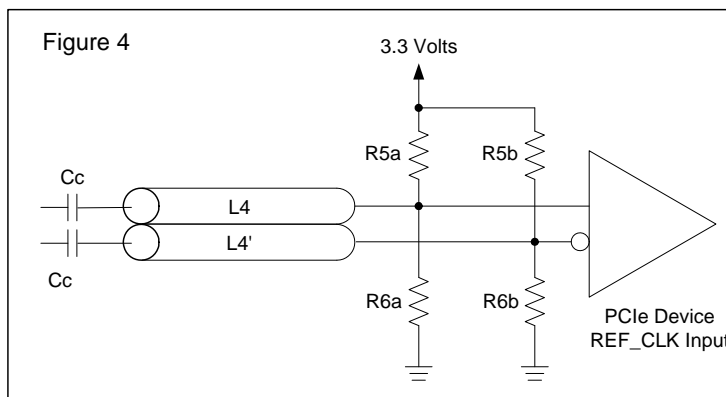 Figure 4
3.3 Volts
R5a
R5b
Cc
L4
L4'
Cc
R6a
R6b
PCIe Device
REF_CLK Input